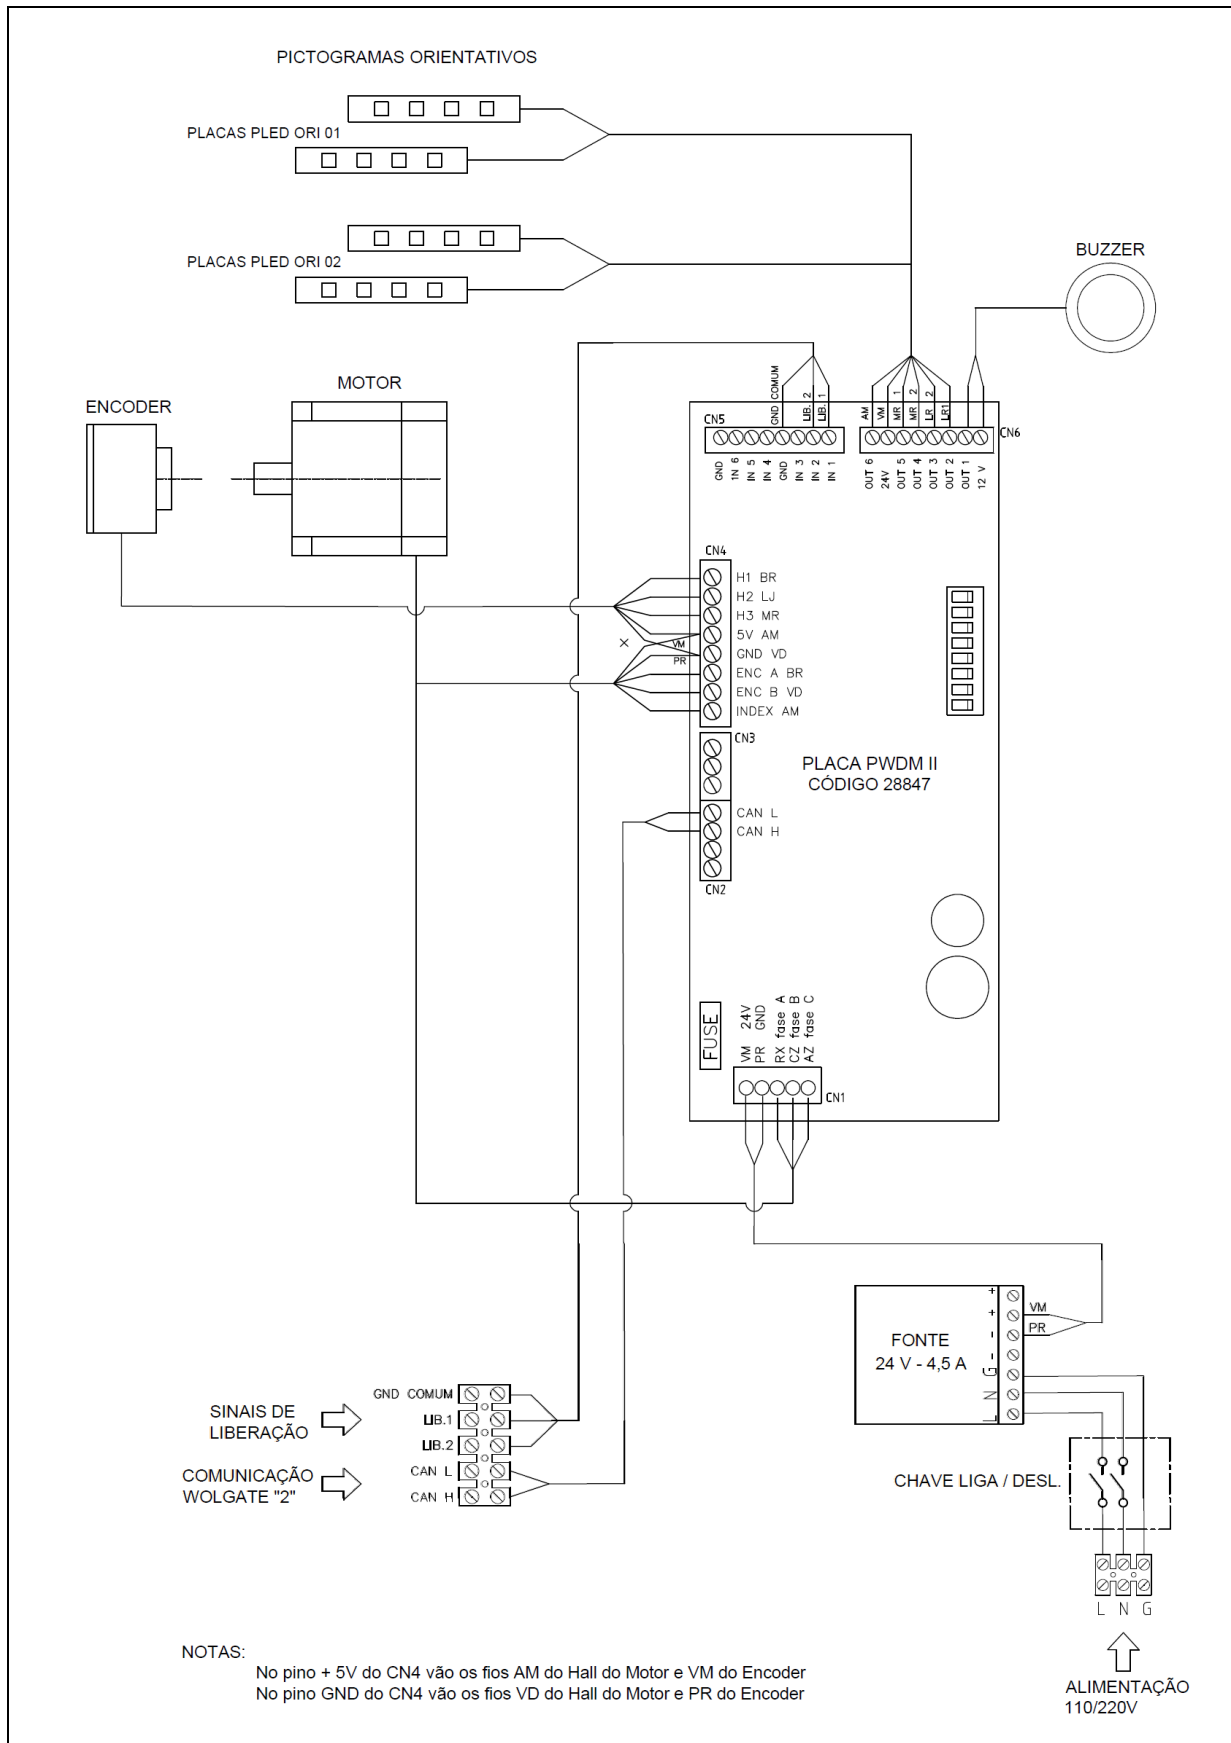 PICTOGRAMAS ORIENTATIVOS
PLACAS PLED ORI 01
PLACAS PLED ORI 02
BUZZER
MOTOR
ENCODER
GND COMUM
LIB. 2
LIB. 1
AM
VM
MR 1
MR 2
LR 2
LR1
CN5
CN6
GND
1N 6
IN 5
IN 4
GND
IN 3
IN 2
IN 1
OUT 6
24V
OUT 5
OUT 4
OUT 3
OUT 2
OUT 1
12 V
CN4
H1 BR
H2 LJ
H3 MR
5V AM
GND VD
ENC A BR
ENC B VD
INDEX AM
VM
PR
CN3
PLACA PWDM II
CÓDIGO 28847
CAN L
CAN H
CN2
FUSE
VM 24V
PR GND
RX fase A
CZ fase B
AZ fase C
CN1
+
+
-
-
G
N
L
VM
PR
FONTE
24 V - 4,5 A
GND COMUM
LIB.1
LIB.2
CAN L
CAN H
SINAIS DE
LIBERAÇÃO
COMUNICAÇÃO
WOLGATE "2"
CHAVE LIGA / DESL.
L N G
ALIMENTAÇÃO
110/220V
NOTAS:
No pino + 5V do CN4 vão os fios AM do Hall do Motor e VM do Encoder
No pino GND do CN4 vão os fios VD do Hall do Motor e PR do Encoder